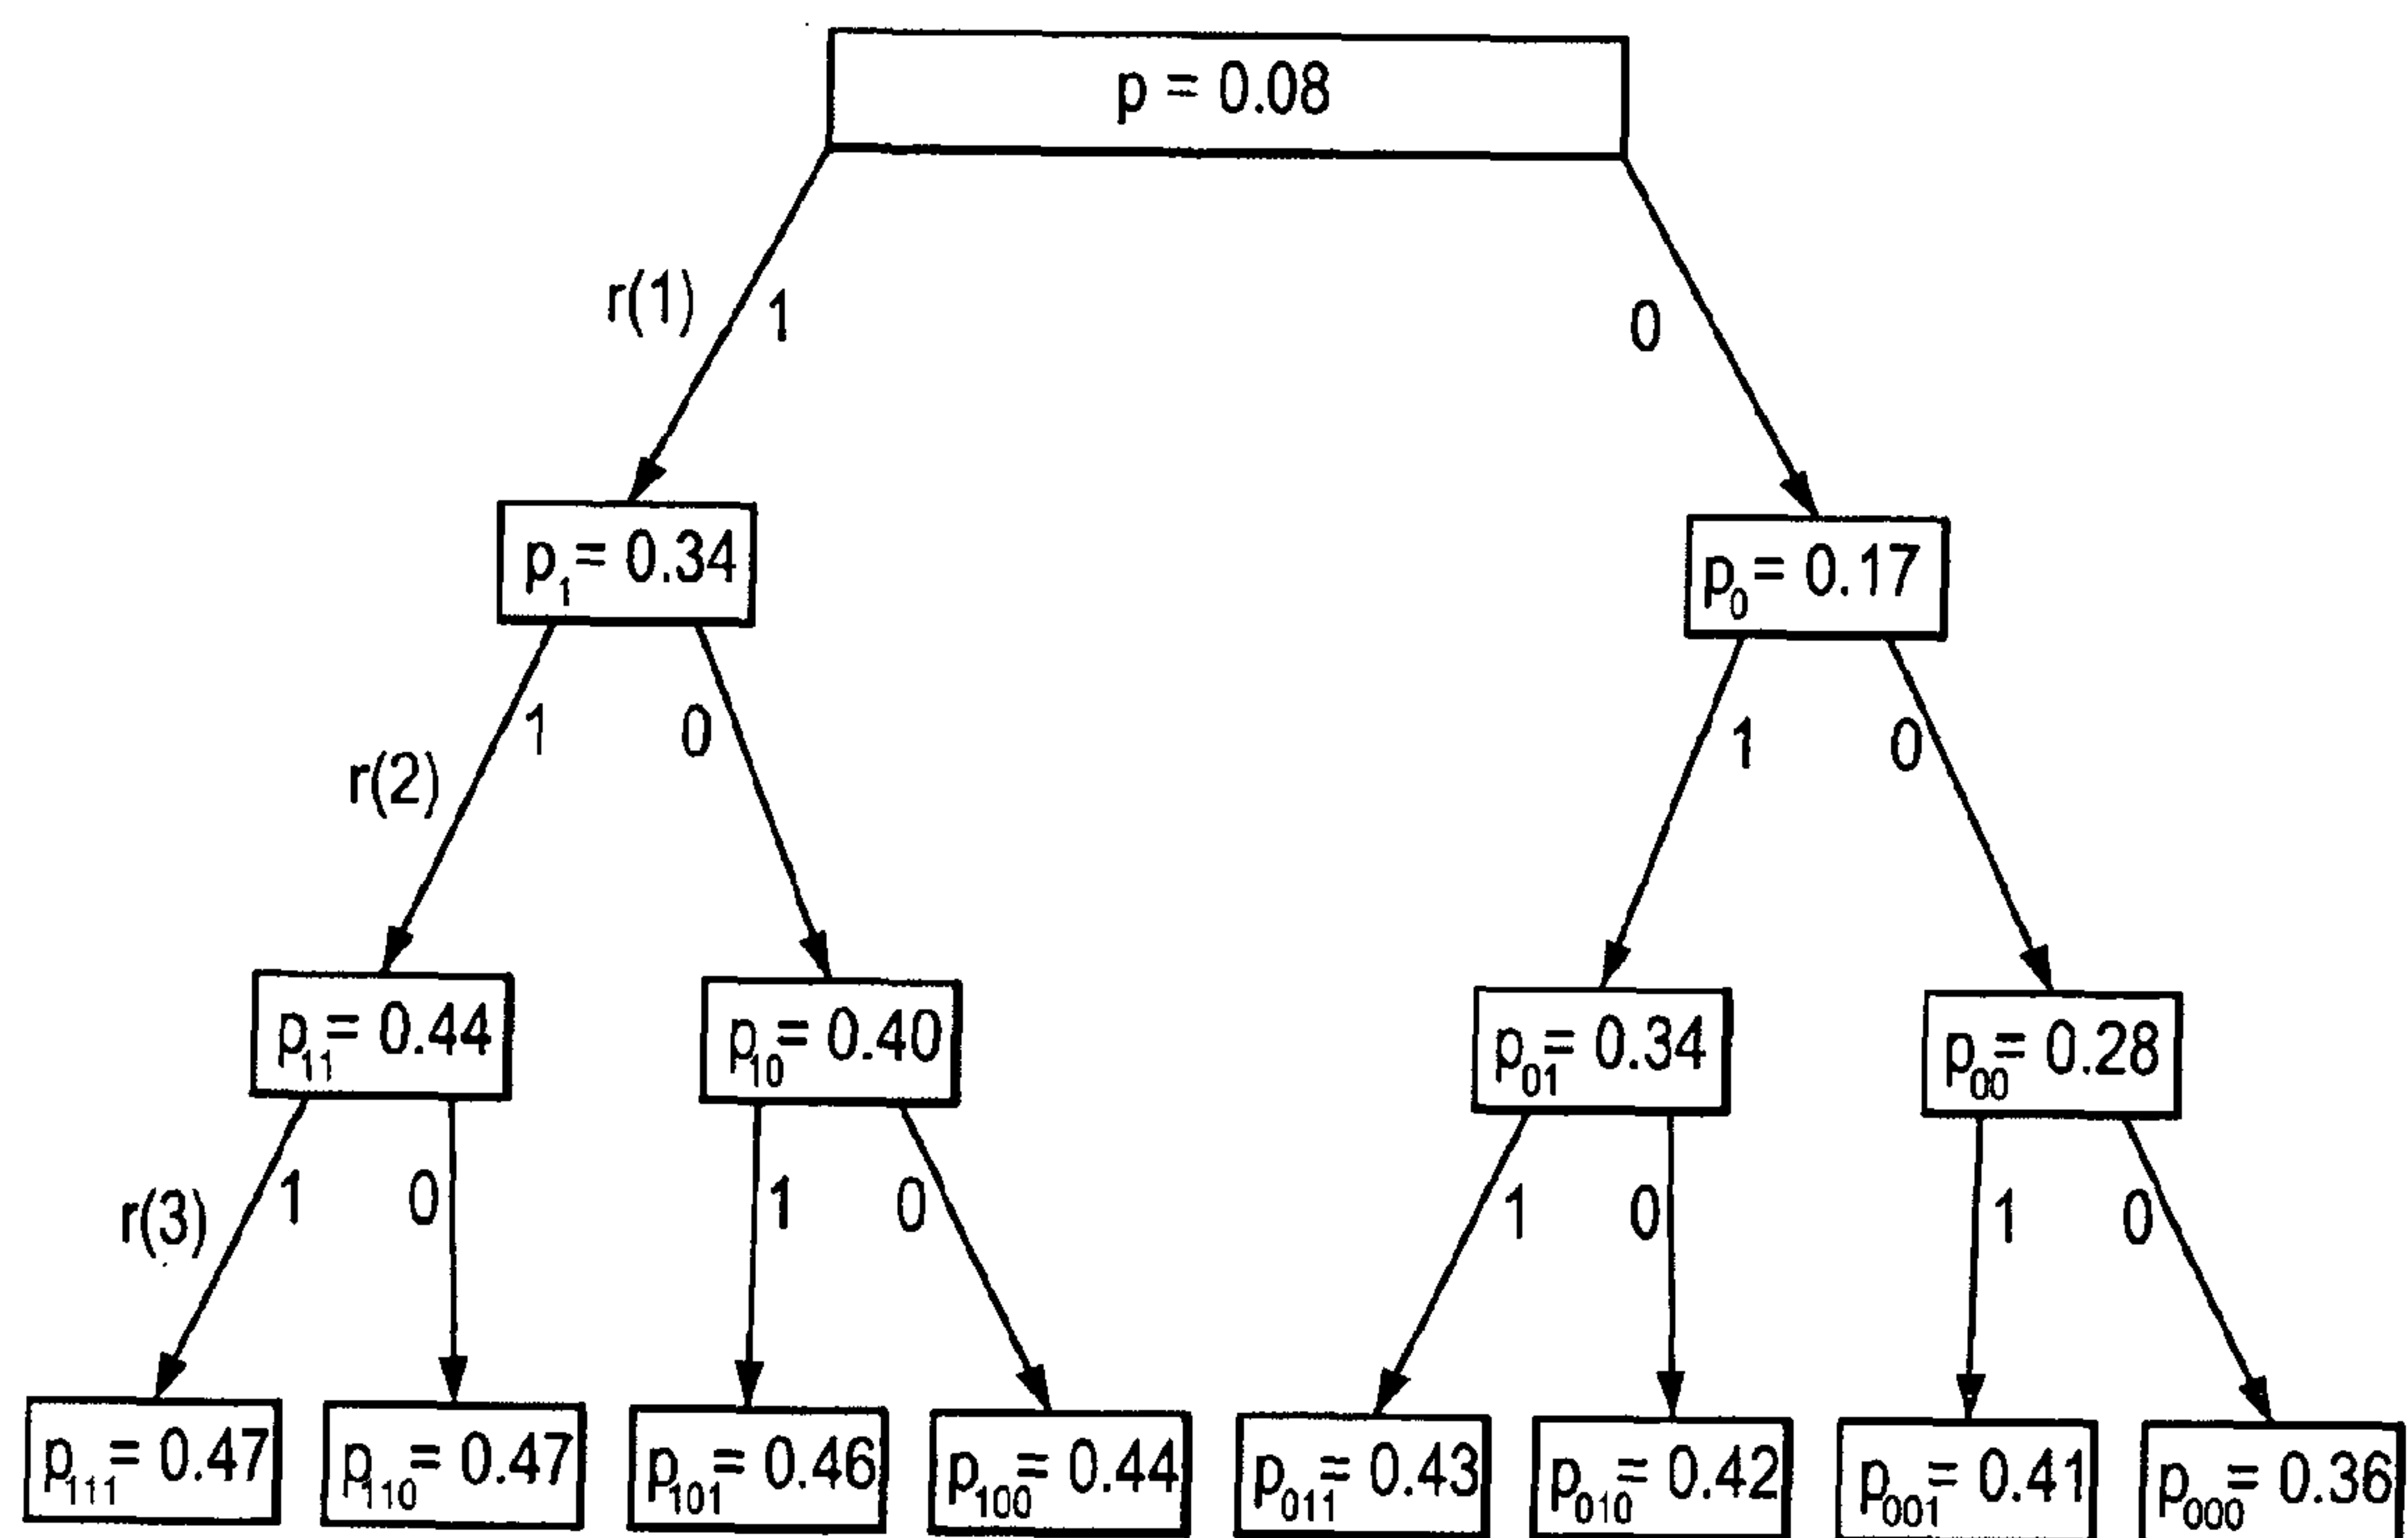 p = 0.08
r(1) 1 0
p₁ = 0.34 p₀ = 0.17
r(2) 1 0 1 0
p₁₁ = 0.44 p₁₀ = 0.40 p₀₁ = 0.34 p₀₀ = 0.28
r(3) 1 0 1 0 1 0 1 0
p₁₁₁ = 0.47 p₁₁₀ = 0.47 p₁₀₁ = 0.46 p₁₀₀ = 0.44 p₀₁₁ = 0.43 p₀₁₀ = 0.42 p₀₀₁ = 0.41 p₀₀₀ = 0.36